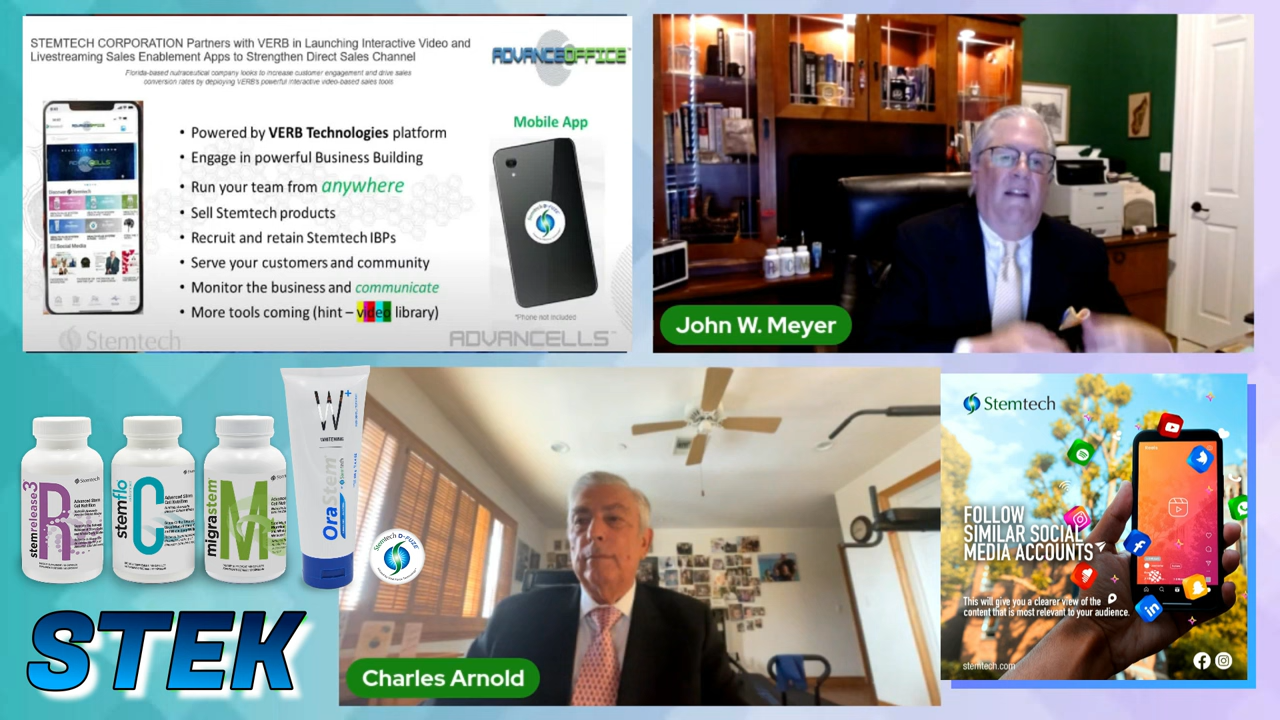 STEMTECH CORPORATION Partners with VERB in Launching Interactive Video and
Livestreaming Sales Enablement Apps to Strengthen Direct Sales Channel
Florida-based nutraceutical company looks to increase customer engagement and drive sales
conversion rates by deploying VERB's powerful interactive video-based sales tools
ADVANCEOFFICE™
• Powered by VERB Technologies platform
• Engage in powerful Business Building
• Run your team from anywhere
• Sell Stemtech products
• Recruit and retain Stemtech IBPs
• Serve your customers and community
• Monitor the business and communicate
• More tools coming (hint – video library)
Mobile App
*Phone not included
Stemtech
ADVANCELLS™
John W. Meyer
stemrelease3
R
Stemtech
stemflo
migrastem
M
W+
WHITENING
OraStem
Stemtech D-FUZE
STEK
Charles Arnold
Stemtech
FOLLOW
SIMILAR SOCIAL
MEDIA ACCOUNTS
This will give you a clearer view of the
content that is most relevant to your audience.
stemtech.com